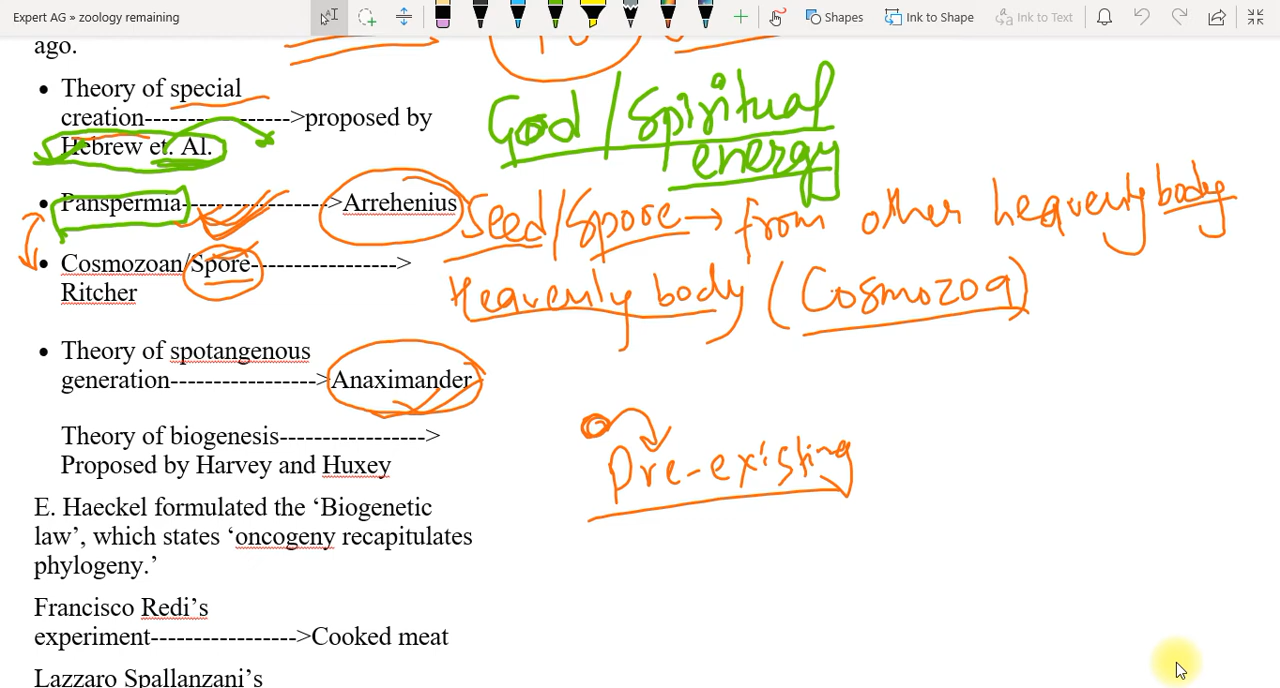 Expert AG » zoology remaining
Shapes
Ink to Shape
Ink to Text
ago.
• Theory of special
creation----------------->proposed by
Hebrew et. Al.
God / Spiritual
energy
• Panspermia----------------->Arrehenius
Seed/Spore → from other heavenly body
• Cosmozoan/Spore----------------->
Ritcher
Heavenly body (Cosmozoa)
• Theory of spotangenous
generation----------------->Anaximander
Theory of biogenesis----------------->
Proposed by Harvey and Huxey
Pre-existing
E. Haeckel formulated the ‘Biogenetic
law’, which states ‘oncogeny recapitulates
phylogeny.’
Francisco Redi’s
experiment----------------->Cooked meat
Lazzaro Spallanzani’s